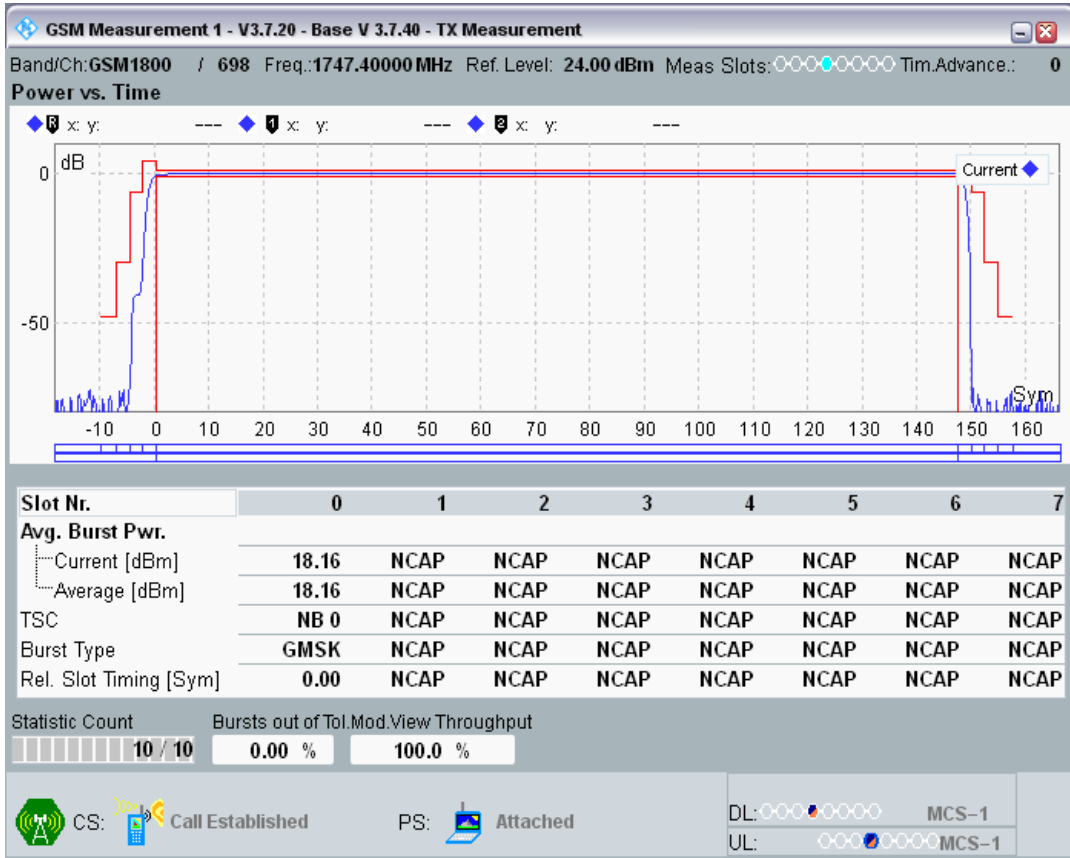 GSM Measurement 1 - V3.7.20 - Base V 3.7.40 - TX Measurement
Band/Ch:GSM1800 / 698 Freq.:1747.40000 MHz Ref. Level: 24.00 dBm Meas Slots: Tim.Advance.: 0
Power vs. Time
R x: y: --- 1 x: y: --- 2 x: y: ---
dB
Current
0
-50
Sym
-10 0 10 20 30 40 50 60 70 80 90 100 110 120 130 140 150 160
Slot Nr. 0 1 2 3 4 5 6 7
Avg. Burst Pwr.
Current [dBm] 18.16 NCAP NCAP NCAP NCAP NCAP NCAP NCAP
Average [dBm] 18.16 NCAP NCAP NCAP NCAP NCAP NCAP NCAP
TSC NB 0 NCAP NCAP NCAP NCAP NCAP NCAP NCAP
Burst Type GMSK NCAP NCAP NCAP NCAP NCAP NCAP NCAP
Rel. Slot Timing [Sym] 0.00 NCAP NCAP NCAP NCAP NCAP NCAP NCAP
Statistic Count Bursts out of Tol.Mod.View Throughput
10 / 10 0.00 % 100.0 %
CS: Call Established PS: Attached
DL: MCS-1
UL: MCS-1